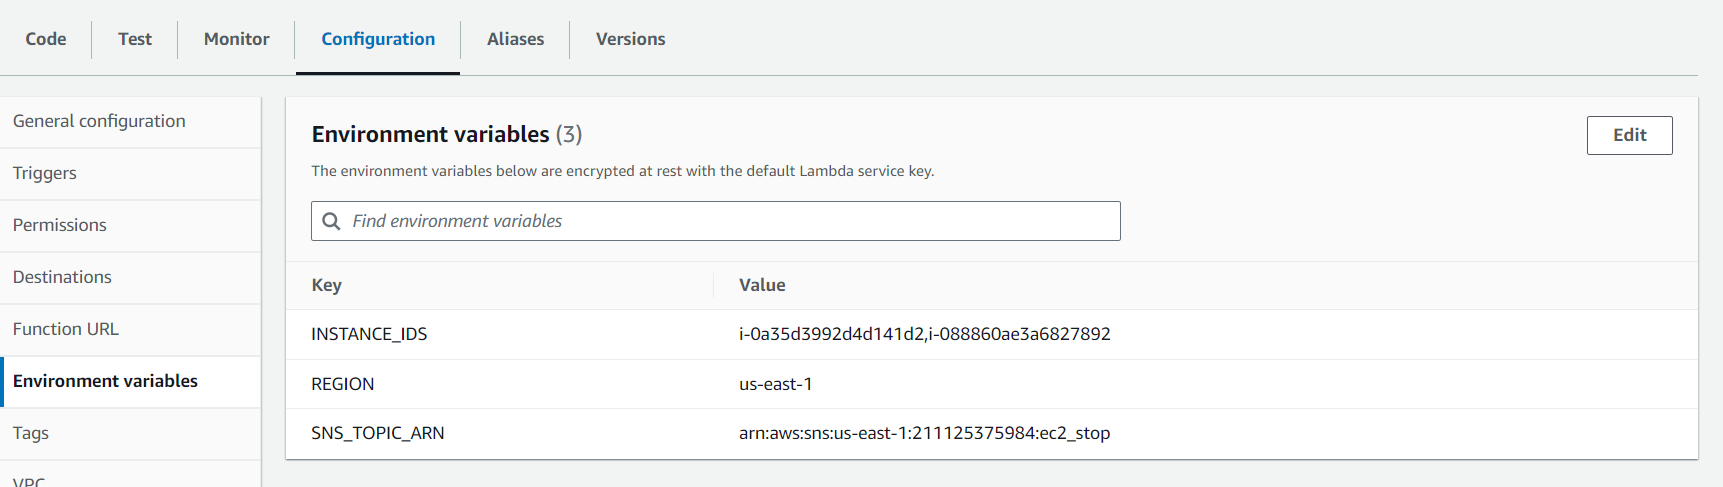 Code Test Monitor Configuration Aliases Versions
General configuration
Triggers
Permissions
Destinations
Function URL
Environment variables
Tags
VPC
Environment variables (3)
Edit
The environment variables below are encrypted at rest with the default Lambda service key.
Find environment variables
Key Value
INSTANCE_IDS i-0a35d3992d4d141d2,i-088860ae3a6827892
REGION us-east-1
SNS_TOPIC_ARN arn:aws:sns:us-east-1:211125375984:ec2_stop